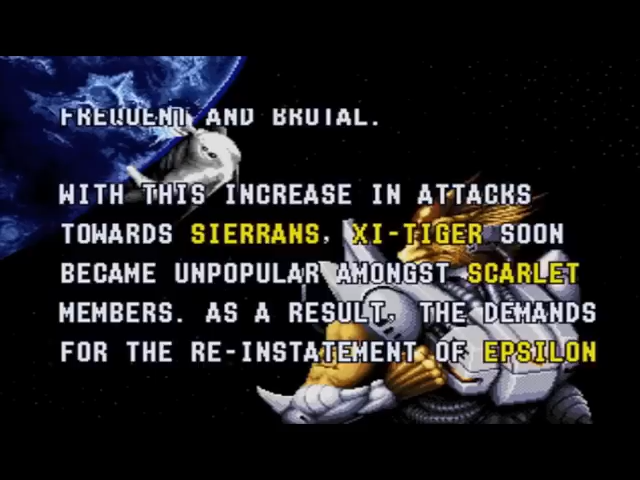 FREQUENT AND BRUTAL.
WITH THIS INCREASE IN ATTACKS
TOWARDS SIERRANS, XI-TIGER SOON
BECAME UNPOPULAR AMONGST SCARLET
MEMBERS. AS A RESULT, THE DEMANDS
FOR THE RE-INSTATEMENT OF EPSILON